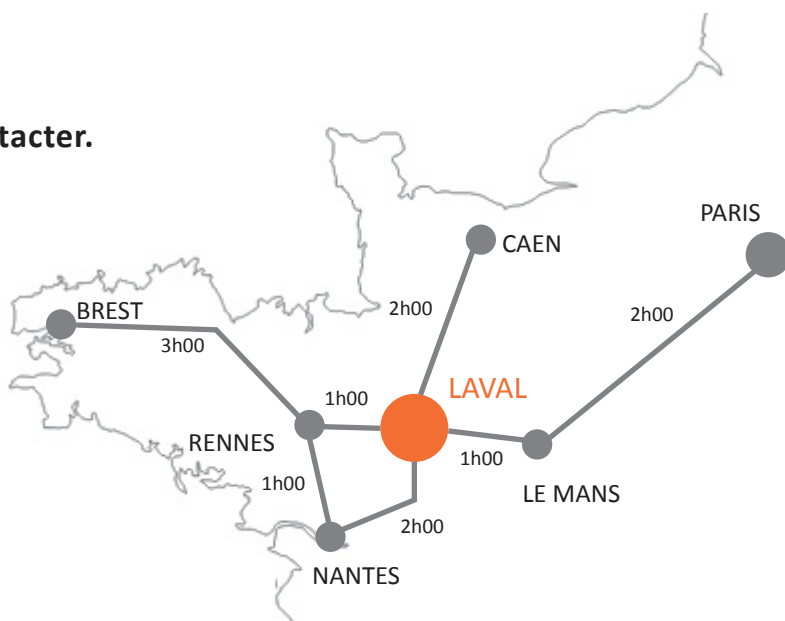 tacter.
PARIS
CAEN
2h00
2h00
BREST
3h00
LAVAL
1h00
RENNES
1h00
1h00
LE MANS
2h00
NANTES